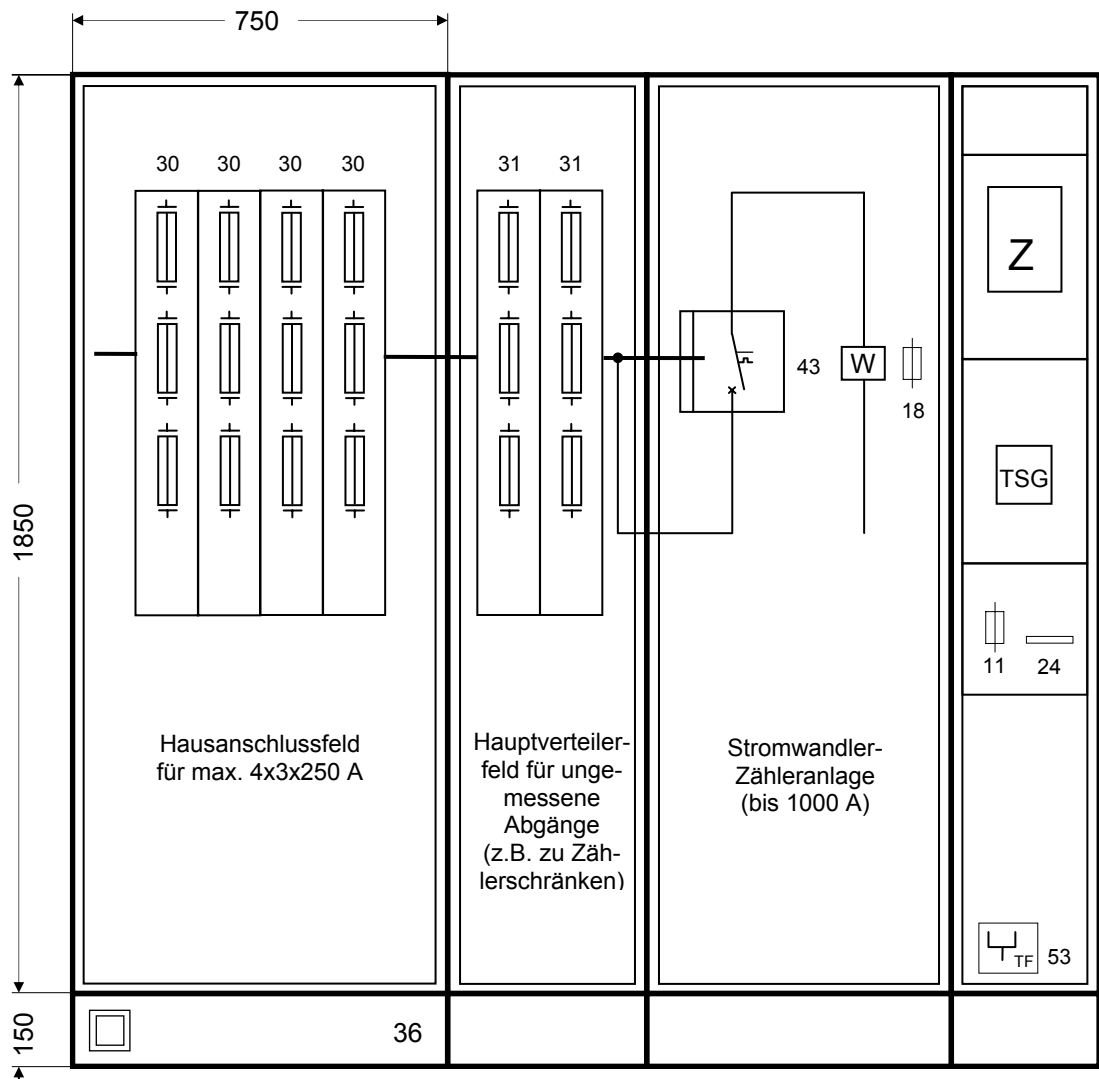 750
30 30 30 30
31 31
Z
43
W
18
TSG
1850
11 24
Hausanschlussfeld
für max. 4x3x250 A
Hauptverteiler-
feld für unge-
messene
Abgänge
(z.B. zu Zäh-
lerschränken)
Stromwandler-
Zähleranlage
(bis 1000 A)
TF 53
150
36